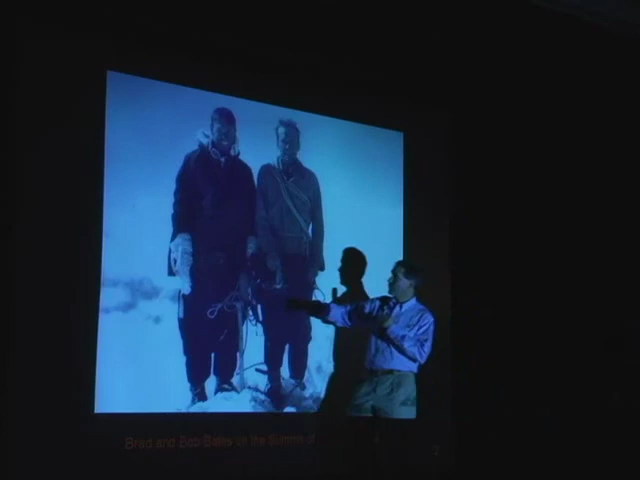 Brad and Bob Bates on the Summit of